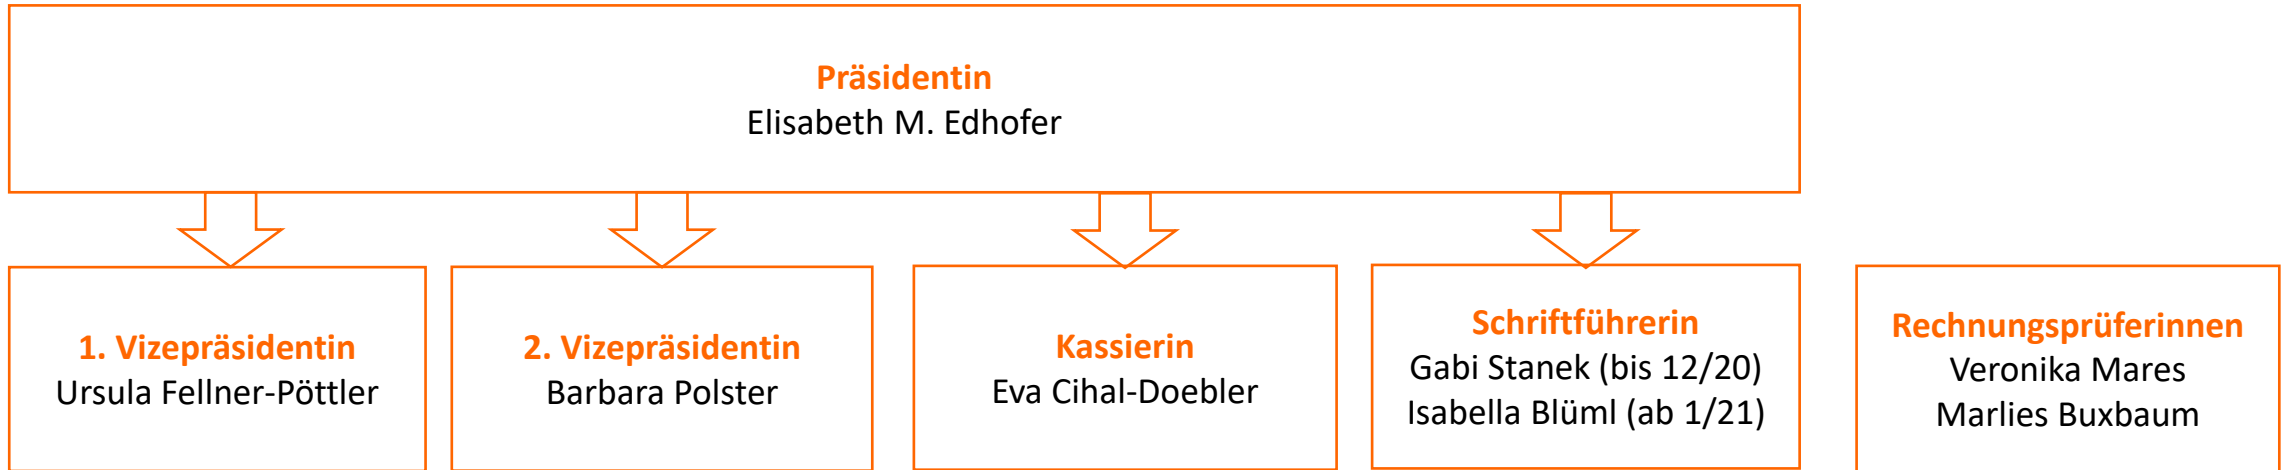 Präsidentin
Elisabeth M. Edhofer
1. Vizepräsidentin
Ursula Fellner-Pöttler
2. Vizepräsidentin
Barbara Polster
Kassierin
Eva Cihal-Doebler
Schriftführerin
Gabi Stanek (bis 12/20)
Isabella Blüml (ab 1/21)
Rechnungsprüferinnen
Veronika Mares
Marlies Buxbaum